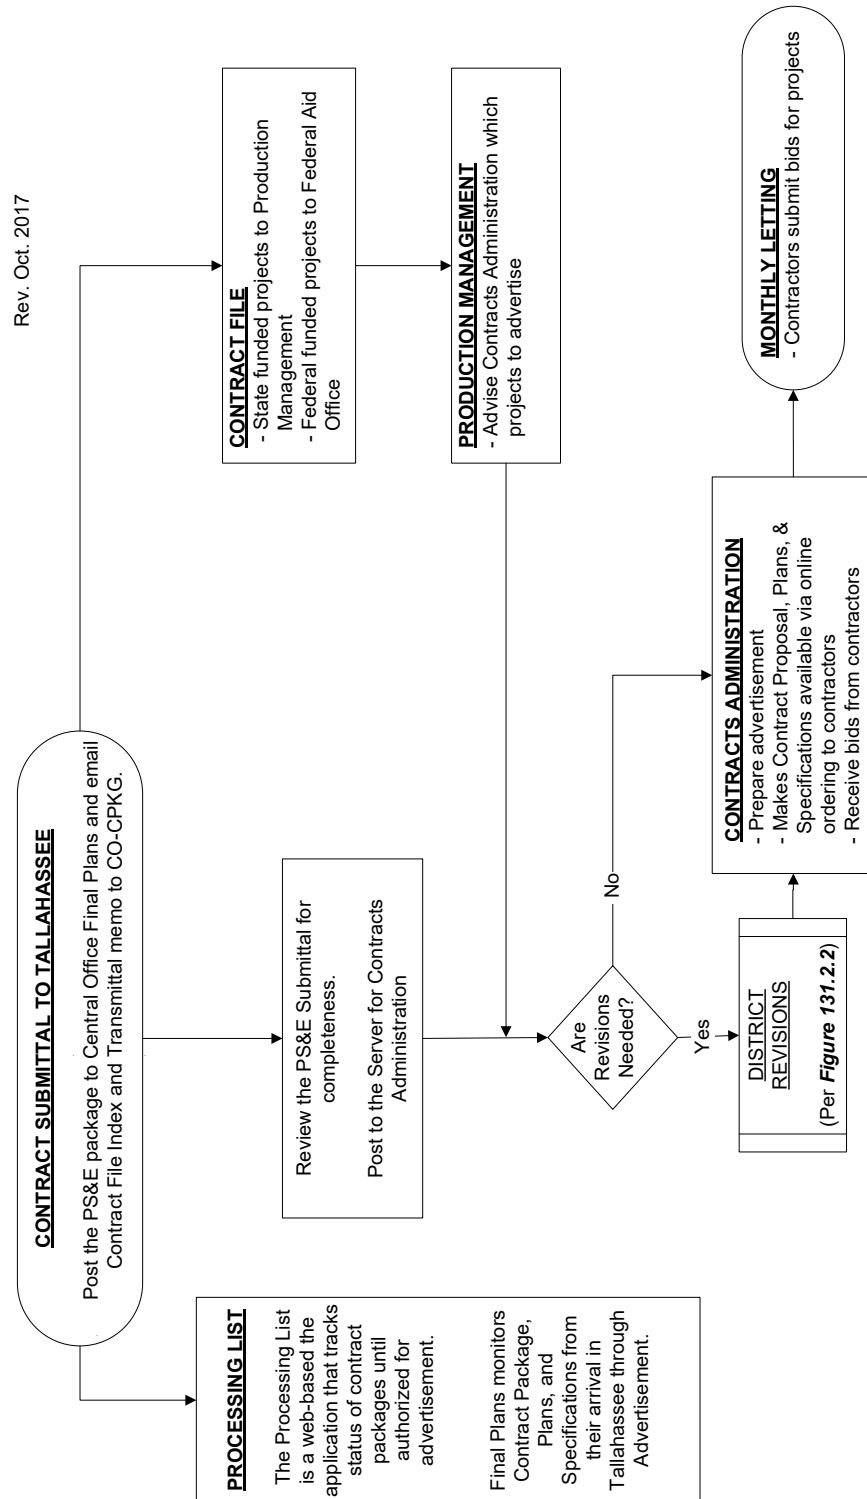 Rev. Oct. 2017
CONTRACT SUBMITTAL TO TALLAHASSEE
Post the PS&E package to Central Office Final Plans and email
Contract File Index and Transmittal memo to CO-CPKG.
PROCESSING LIST
The Processing List
is a web-based the
application that tracks
status of contract
packages until
authorized for
advertisement.
Final Plans monitors
Contract Package,
Plans, and
Specifications from
their arrival in
Tallahassee through
Advertisement.
Review the PS&E Submittal for
completeness.
Post to the Server for Contracts
Administration
CONTRACT FILE
- State funded projects to Production
Management
- Federal funded projects to Federal Aid
Office
PRODUCTION MANAGEMENT
- Advise Contracts Administration which
projects to advertise
Are
Revisions
Needed?
No
Yes
DISTRICT
REVISIONS
(Per Figure 131.2.2)
CONTRACTS ADMINISTRATION
- Prepare advertisement
- Makes Contract Proposal, Plans, &
Specifications available via online
ordering to contractors
- Receive bids from contractors
MONTHLY LETTING
- Contractors submit bids for projects